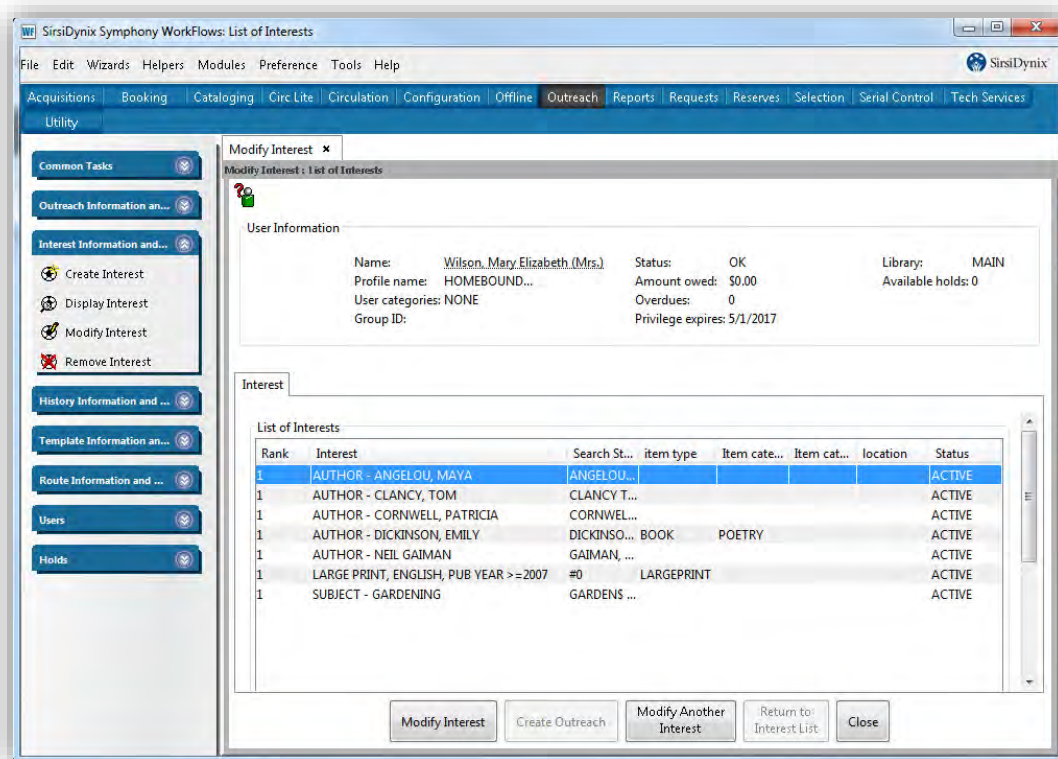 WF SirsiDynix Symphony WorkFlows: List of Interests
File Edit Wizards Helpers Modules Preference Tools Help
SirsiDynix
Acquisitions Booking Cataloging Circ Lite Circulation Configuration Offline Outreach Reports Requests Reserves Selection Serial Control Tech Services
Utility
Common Tasks
Outreach Information an...
Interest Information and...
Create Interest
Display Interest
Modify Interest
Remove Interest
History Information and ...
Template Information an...
Route Information and ...
Users
Holds
Modify Interest
Modify Interest : List of Interests
User Information
Name: Wilson, Mary Elizabeth (Mrs.) Status: OK Library: MAIN
Profile name: HOMEBOUND... Amount owed: $0.00 Available holds: 0
User categories: NONE Overdues: 0
Group ID: Privilege expires: 5/1/2017
Interest
List of Interests
Rank Interest Search St... item type Item cate... Item cat... location Status
1 AUTHOR - ANGELOU, MAYA ANGELOU... ACTIVE
1 AUTHOR - CLANCY, TOM CLANCY T... ACTIVE
1 AUTHOR - CORNWELL, PATRICIA CORNWEL... ACTIVE
1 AUTHOR - DICKINSON, EMILY DICKINSO... BOOK POETRY ACTIVE
1 AUTHOR - NEIL GAIMAN GAIMAN, ... ACTIVE
1 LARGE PRINT, ENGLISH, PUB YEAR >=2007 #0 LARGEPRINT ACTIVE
1 SUBJECT - GARDENING GARDEN$ ... ACTIVE
Modify Interest Create Outreach Modify Another Interest Return to Interest List Close